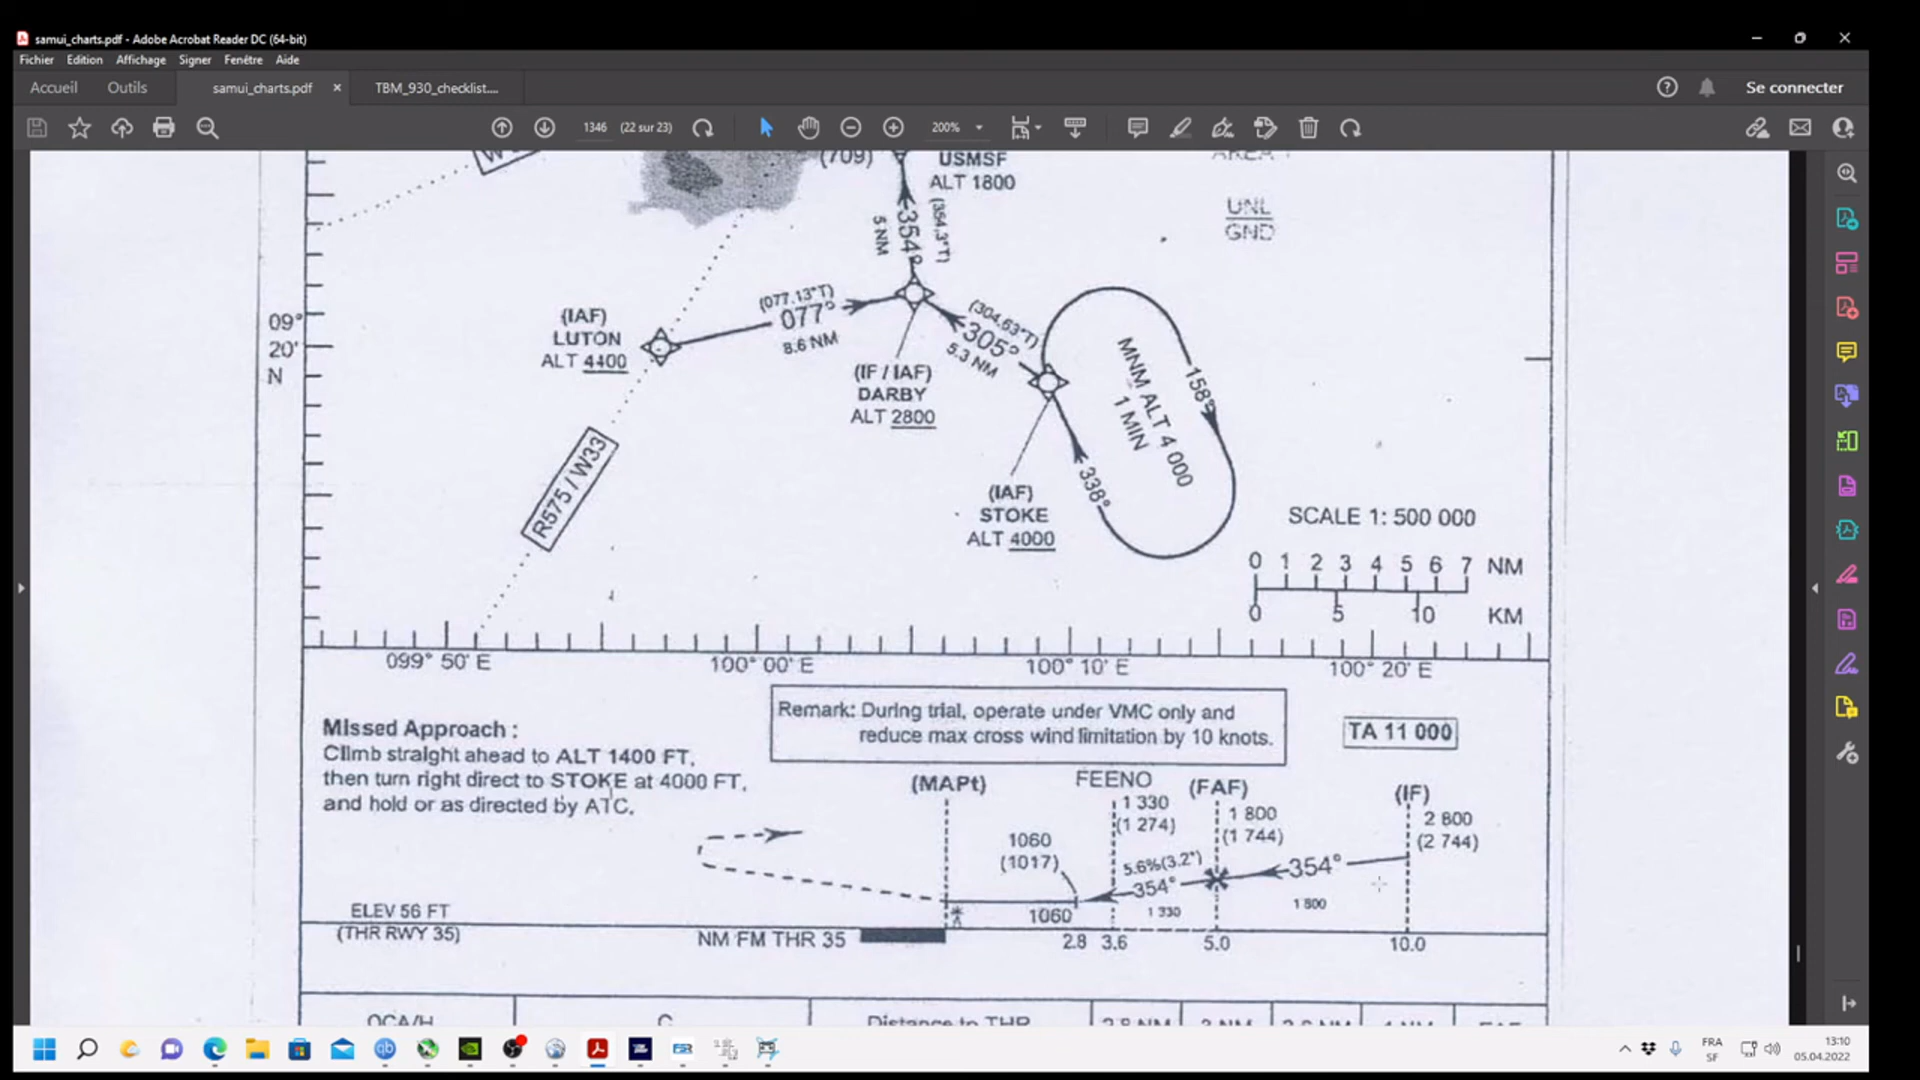 samui_charts.pdf - Adobe Acrobat Reader DC (64-bit)
Fichier Edition Affichage Signer Fenêtre Aide
Accueil Outils samui_charts.pdf × TBM_930_checklist.... Se connecter
1346 (22 sur 23) 200%
(709)
USMSF
ALT 1800
UNL
GND
354°
(354.3°T)
5 NM
09°
20'
N
(IAF)
LUTON
ALT 4400
(077.13°T)
077°
8.6 NM
(304.63°T)
305°
5.3 NM
(IF / IAF)
DARBY
ALT 2800
MNM ALT 4 000
1 MIN
158°
338°
(IAF)
STOKE
ALT 4000
R575 / W33
SCALE 1: 500 000
0 1 2 3 4 5 6 7 NM
0 5 10 KM
099° 50' E 100° 00' E 100° 10' E 100° 20' E
Missed Approach :
Climb straight ahead to ALT 1400 FT,
then turn right direct to STOKE at 4000 FT,
and hold or as directed by ATC.
Remark: During trial, operate under VMC only and
reduce max cross wind limitation by 10 knots.
TA 11 000
(MAPt) FEENO (FAF) (IF)
1 330
(1 274)
1 800
(1 744)
2 800
(2 744)
1060
(1017)
5.6%(3.2°)
354°
354°
1060
1 330
1 800
ELEV 56 FT
(THR RWY 35)
NM FM THR 35
2.8 3.6 5.0 10.0
OCA/H C Distance to THR
FRA
SF
13:10
05.04.2022